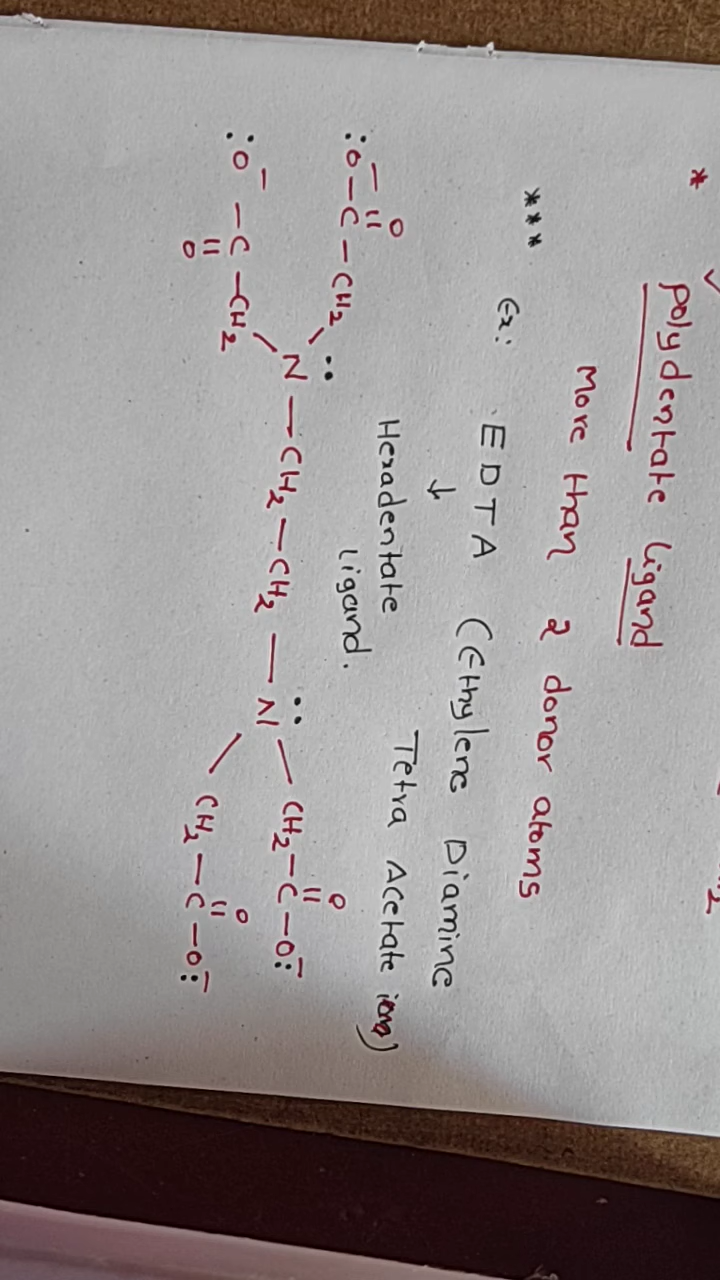 * polydentate ligand
More than 2 donor atoms
*** Ex: EDTA (Ethylene Diamine
↓ Tetra Acetate ion)
Hexadentate
ligand.
:O⁻ — C — CH₂
O
N — CH₂ — CH₂ — N
CH₂ — C — O:⁻
O
:O⁻ — C — CH₂
O
CH₂ — C — O:⁻
O